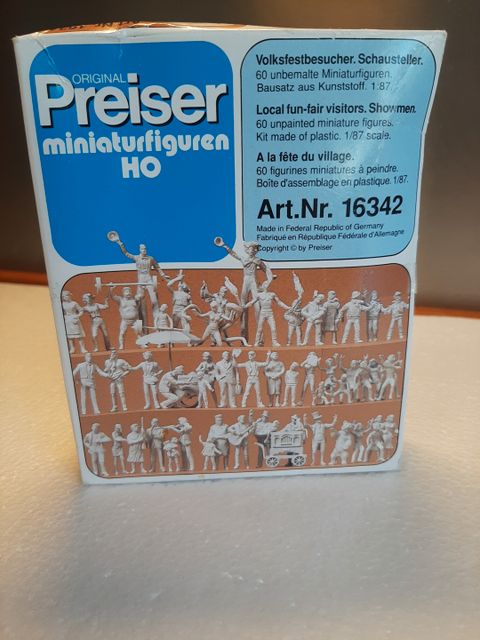 ORIGINAL
Preiser
miniaturfiguren
HO
Volksfestbesucher. Schausteller.
60 unbemalte Miniaturfiguren.
Bausatz aus Kunststoff. 1:87.
Local fun-fair visitors. Showmen.
60 unpainted miniature figures.
Kit made of plastic. 1/87 scale.
A la fête du village.
60 figurines miniatures à peindre.
Boîte d'assemblage en plastique. 1/87.
Art.Nr. 16342
Made in Federal Republic of Germany
Fabriqué en République Fédérale d'Allemagne
Copyright © by Preiser